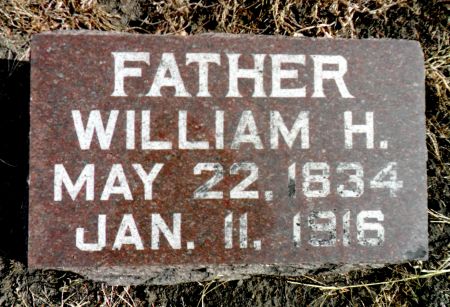 FATHER
WILLIAM H.
MAY 22, 1834
JAN. 11, 1916